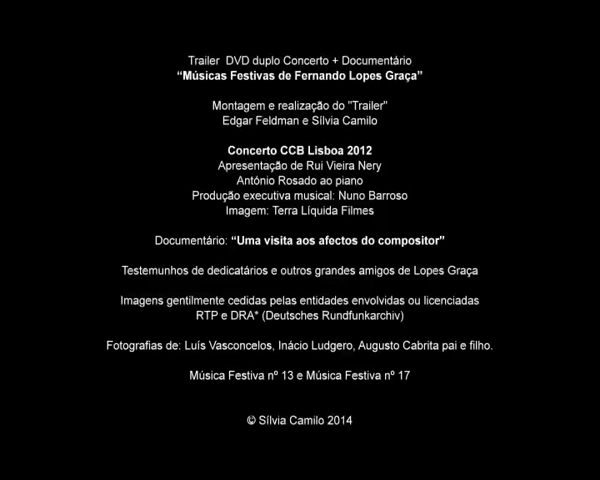 Trailer DVD duplo Concerto + Documentário
“Músicas Festivas de Fernando Lopes Graça”
Montagem e realização do "Trailer"
Edgar Feldman e Sílvia Camilo
Concerto CCB Lisboa 2012
Apresentação de Rui Vieira Nery
António Rosado ao piano
Produção executiva musical: Nuno Barroso
Imagem: Terra Líquida Filmes
Documentário: “Uma visita aos afectos do compositor”
Testemunhos de dedicatários e outros grandes amigos de Lopes Graça
Imagens gentilmente cedidas pelas entidades envolvidas ou licenciadas
RTP e DRA* (Deutsches Rundfunkarchiv)
Fotografias de: Luís Vasconcelos, Inácio Ludgero, Augusto Cabrita pai e filho.
Música Festiva nº 13 e Música Festiva nº 17
© Sílvia Camilo 2014